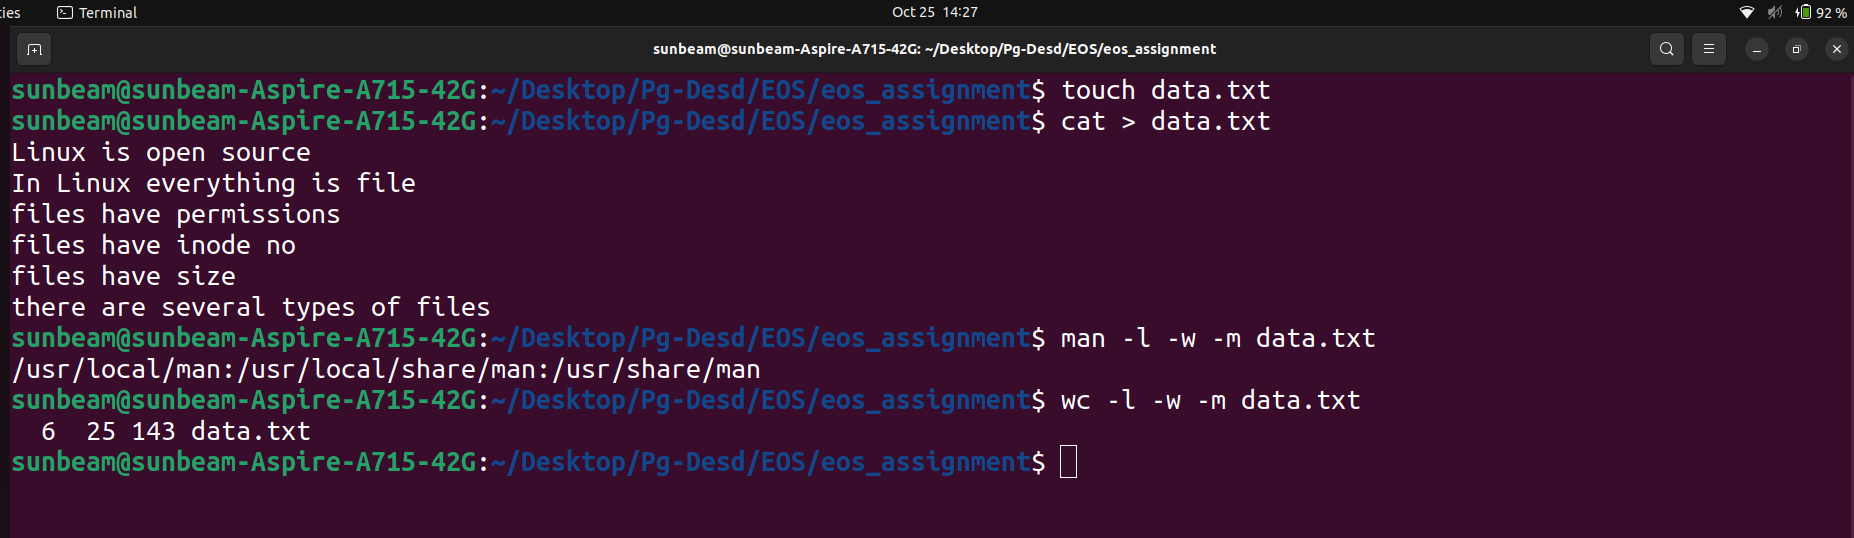 Terminal
Oct 25 14:27
92 %
sunbeam@sunbeam-Aspire-A715-42G: ~/Desktop/Pg-Desd/EOS/eos_assignment
sunbeam@sunbeam-Aspire-A715-42G:~/Desktop/Pg-Desd/EOS/eos_assignment$ touch data.txt
sunbeam@sunbeam-Aspire-A715-42G:~/Desktop/Pg-Desd/EOS/eos_assignment$ cat > data.txt
Linux is open source
In Linux everything is file
files have permissions
files have inode no
files have size
there are several types of files
sunbeam@sunbeam-Aspire-A715-42G:~/Desktop/Pg-Desd/EOS/eos_assignment$ man -l -w -m data.txt
/usr/local/man:/usr/local/share/man:/usr/share/man
sunbeam@sunbeam-Aspire-A715-42G:~/Desktop/Pg-Desd/EOS/eos_assignment$ wc -l -w -m data.txt
  6  25 143 data.txt
sunbeam@sunbeam-Aspire-A715-42G:~/Desktop/Pg-Desd/EOS/eos_assignment$